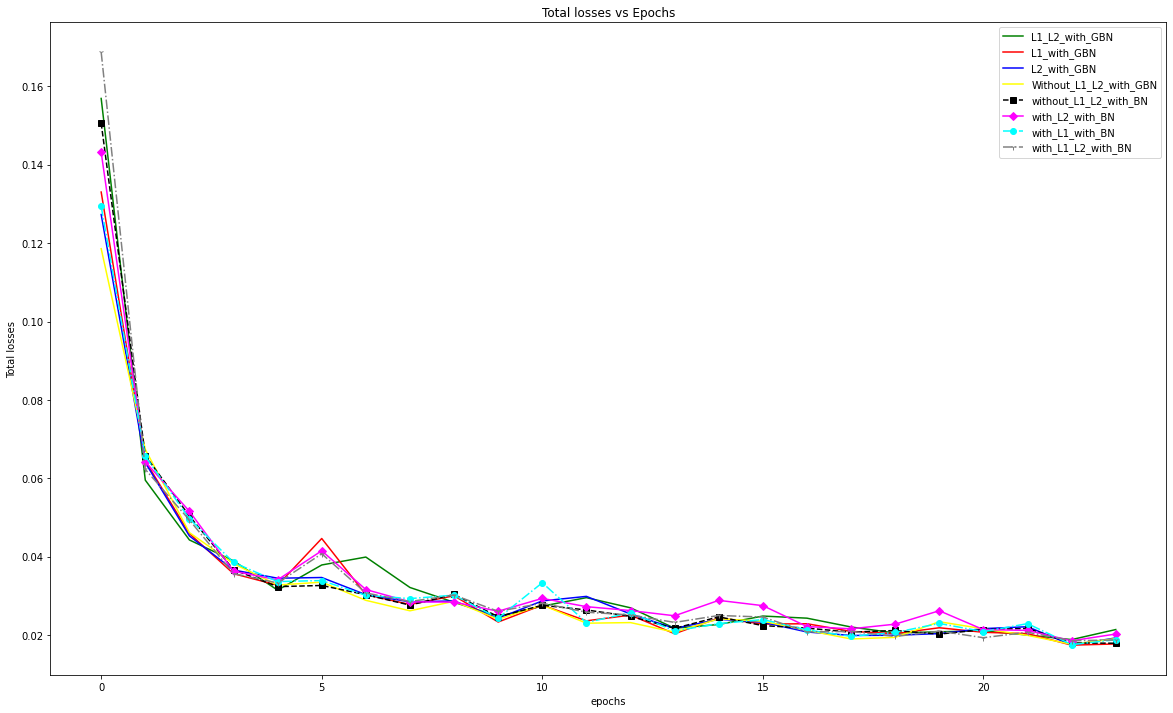 Total losses vs Epochs
L1_L2_with_GBN
L1_with_GBN
L2_with_GBN
Without_L1_L2_with_GBN
without_L1_L2_with_BN
with_L2_with_BN
with_L1_with_BN
with_L1_L2_with_BN
0.16
0.14
0.12
0.10
0.08
0.06
0.04
0.02
Total losses
0 5 10 15 20
epochs